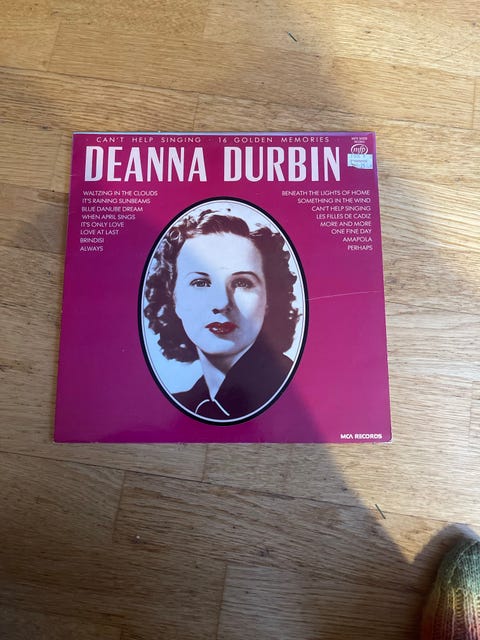 · CAN'T HELP SINGING · 16 GOLDEN MEMORIES ·
mfp
DEANNA DURBIN
WALTZING IN THE CLOUDS
IT'S RAINING SUNBEAMS
BLUE DANUBE DREAM
WHEN APRIL SINGS
IT'S ONLY LOVE
LOVE AT LAST
BRINDISI
ALWAYS
BENEATH THE LIGHTS OF HOME
SOMETHING IN THE WIND
CAN'T HELP SINGING
LES FILLES DE CADIZ
MORE AND MORE
ONE FINE DAY
AMAPOLA
PERHAPS
MCA RECORDS